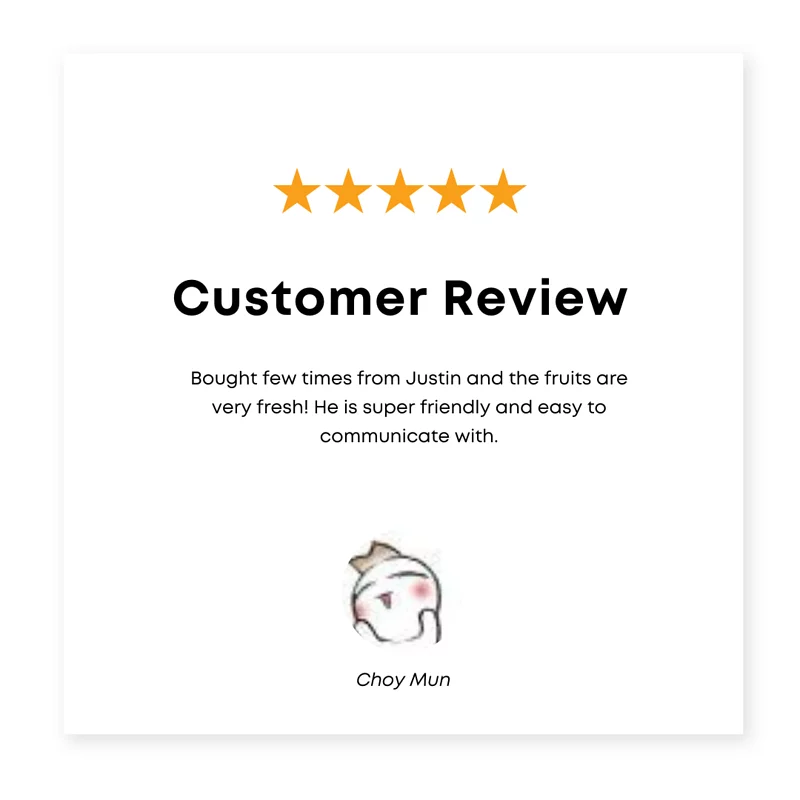 Customer Review
Bought few times from Justin and the fruits are
very fresh! He is super friendly and easy to
communicate with.
Choy Mun